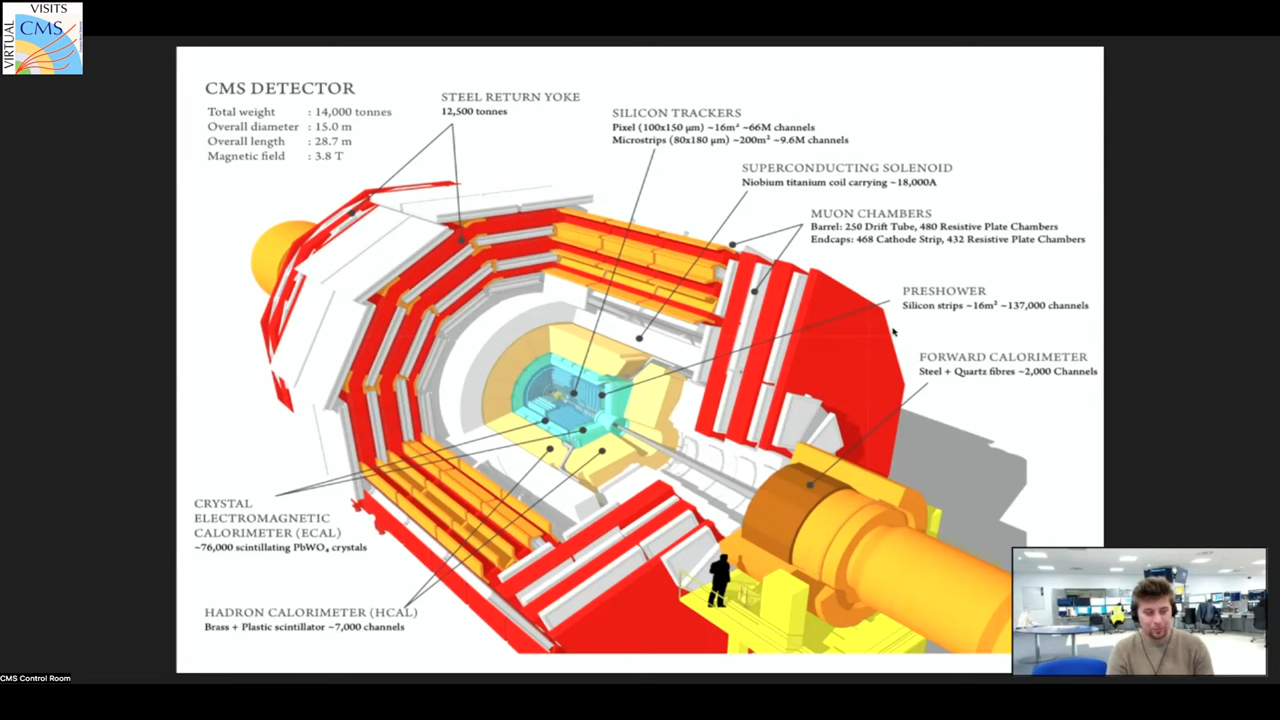 VISITS
CMS
VIRTUAL
CMS DETECTOR
Total weight : 14,000 tonnes
Overall diameter : 15.0 m
Overall length : 28.7 m
Magnetic field : 3.8 T
STEEL RETURN YOKE
12,500 tonnes
SILICON TRACKERS
Pixel (100x150 μm) ~16m² ~66M channels
Microstrips (80x180 μm) ~200m² ~9.6M channels
SUPERCONDUCTING SOLENOID
Niobium titanium coil carrying ~18,000A
MUON CHAMBERS
Barrel: 250 Drift Tube, 480 Resistive Plate Chambers
Endcaps: 468 Cathode Strip, 432 Resistive Plate Chambers
PRESHOWER
Silicon strips ~16m² ~137,000 channels
FORWARD CALORIMETER
Steel + Quartz fibres ~2,000 Channels
CRYSTAL
ELECTROMAGNETIC
CALORIMETER (ECAL)
~76,000 scintillating PbWO₄ crystals
HADRON CALORIMETER (HCAL)
Brass + Plastic scintillator ~7,000 channels
CMS Control Room